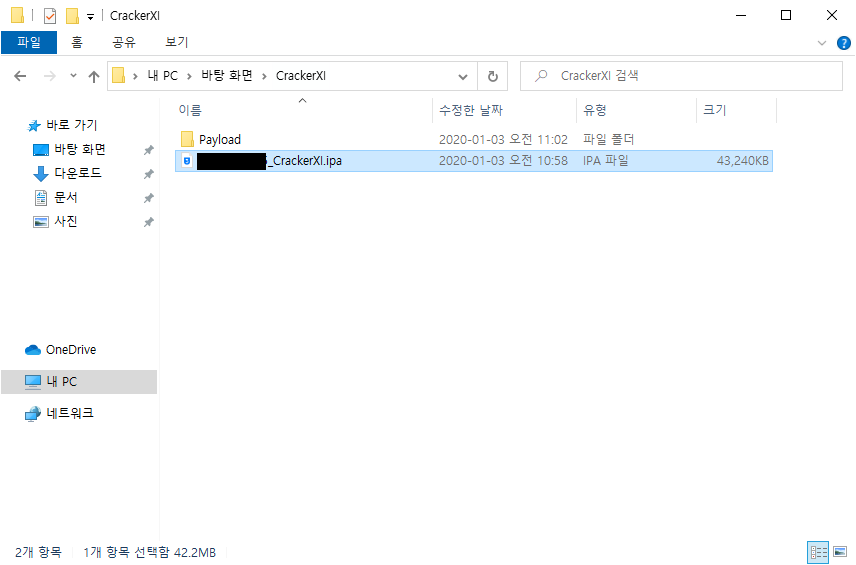 CrackerXI
파일 홈 공유 보기
내 PC 바탕 화면 CrackerXI CrackerXI 검색
이름 수정한 날짜 유형 크기
바로 가기
바탕 화면
다운로드
문서
사진
OneDrive
내 PC
네트워크
Payload 2020-01-03 오전 11:02 파일 폴더
_CrackerXI.ipa 2020-01-03 오전 10:58 IPA 파일 43,240KB
2개 항목 1개 항목 선택함 42.2MB